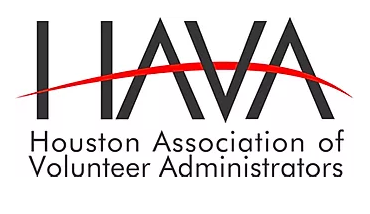 HAVA
Houston Association of
Volunteer Administrators